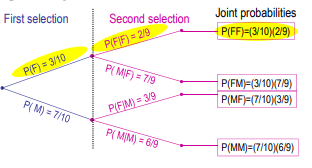 First selection
Second selection
Joint probabilities
P(F) = 3/10
P( M) = 7/10
P(F|F) = 2/9
P( M|F) = 7/9
P(F|M) = 3/9
P( M|M) = 6/9
P(FF)=(3/10)(2/9)
P(FM)=(3/10)(7/9)
P(MF)=(7/10)(3/9)
P(MM)=(7/10)(6/9)